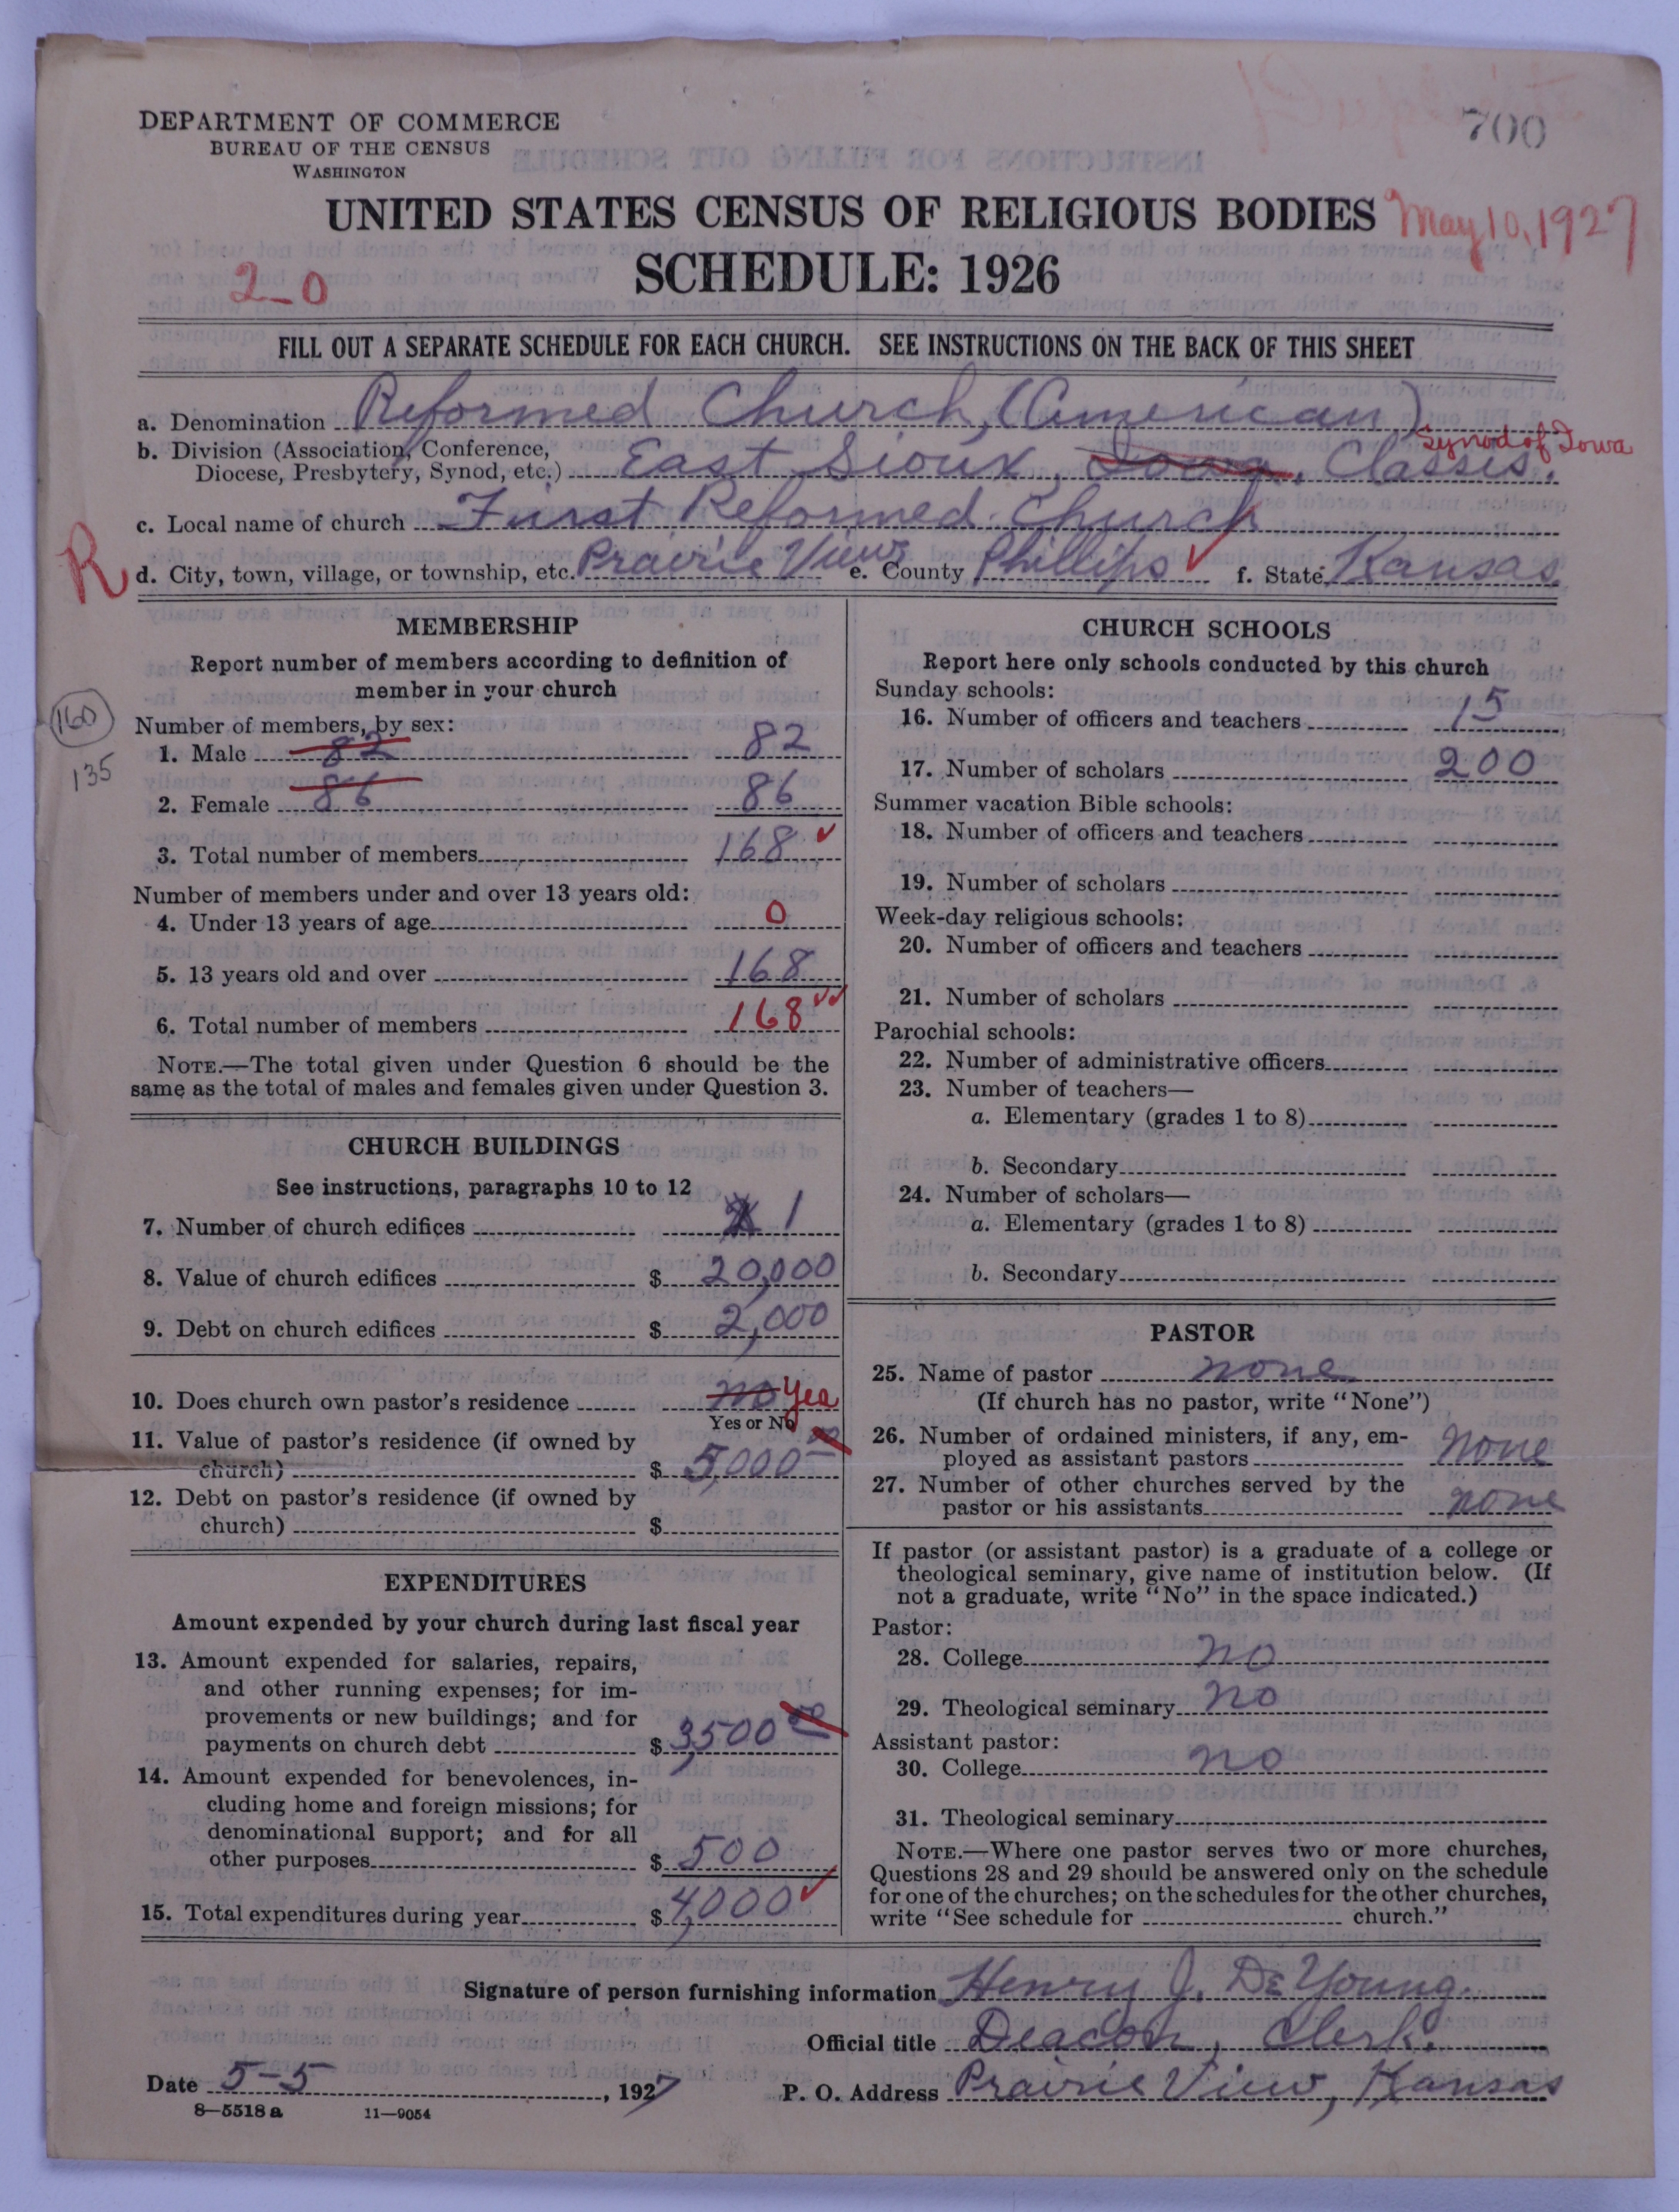 700
DEPARTMENT OF COMMERCE
BUREAU OF THE CENSUS
WASHINGTON
UNITED STATES CENSUS OF RELIGIOUS BODIES May 10, 1927
SCHEDULE: 1926
2-0
FILL OUT A SEPARATE SCHEDULE FOR EACH CHURCH. SEE INSTRUCTIONS ON THE BACK OF THIS SHEET
a. Denomination Reformed Church, (American)
b. Division (Association, Conference, Synod of Iowa
Diocese, Presbytery, Synod, etc.) East Sioux, Iowa, Classis.
c. Local name of church First Reformed Church
R d. City, town, village, or township, etc. Prairie View e. County Phillips f. State Kansas
MEMBERSHIP
Report number of members according to definition of
member in your church
160
Number of members, by sex:
1. Male 82 82
135
2. Female 86 86
3. Total number of members 168
Number of members under and over 13 years old:
4. Under 13 years of age 0
5. 13 years old and over 168
6. Total number of members 168
NOTE.—The total given under Question 6 should be the
same as the total of males and females given under Question 3.
CHURCH BUILDINGS
See instructions, paragraphs 10 to 12
7. Number of church edifices 1
8. Value of church edifices $ 20,000
9. Debt on church edifices $ 2,000
10. Does church own pastor's residence no Yes
Yes or No
11. Value of pastor's residence (if owned by
church) $ 5,000 00
12. Debt on pastor's residence (if owned by
church) $
EXPENDITURES
Amount expended by your church during last fiscal year
13. Amount expended for salaries, repairs,
and other running expenses; for im-
provements or new buildings; and for
payments on church debt $ 3,500 00
14. Amount expended for benevolences, in-
cluding home and foreign missions; for
denominational support; and for all
other purposes $ 500
15. Total expenditures during year $ 4,000
CHURCH SCHOOLS
Report here only schools conducted by this church
Sunday schools:
16. Number of officers and teachers 15
17. Number of scholars 200
Summer vacation Bible schools:
18. Number of officers and teachers
19. Number of scholars
Week-day religious schools:
20. Number of officers and teachers
21. Number of scholars
Parochial schools:
22. Number of administrative officers
23. Number of teachers—
a. Elementary (grades 1 to 8)
b. Secondary
24. Number of scholars—
a. Elementary (grades 1 to 8)
b. Secondary
PASTOR
25. Name of pastor none
(If church has no pastor, write "None")
26. Number of ordained ministers, if any, em-
ployed as assistant pastors none
27. Number of other churches served by the
pastor or his assistants none
If pastor (or assistant pastor) is a graduate of a college or
theological seminary, give name of institution below. (If
not a graduate, write "No" in the space indicated.)
Pastor:
28. College no
29. Theological seminary no
Assistant pastor:
30. College no
31. Theological seminary
NOTE.—Where one pastor serves two or more churches,
Questions 28 and 29 should be answered only on the schedule
for one of the churches; on the schedules for the other churches,
write "See schedule for church."
Signature of person furnishing information Henry J. De Young.
Official title Deacon, Clerk.
Date 5-5, 1927 P. O. Address Prairie View, Kansas
8—5518 a 11—9054